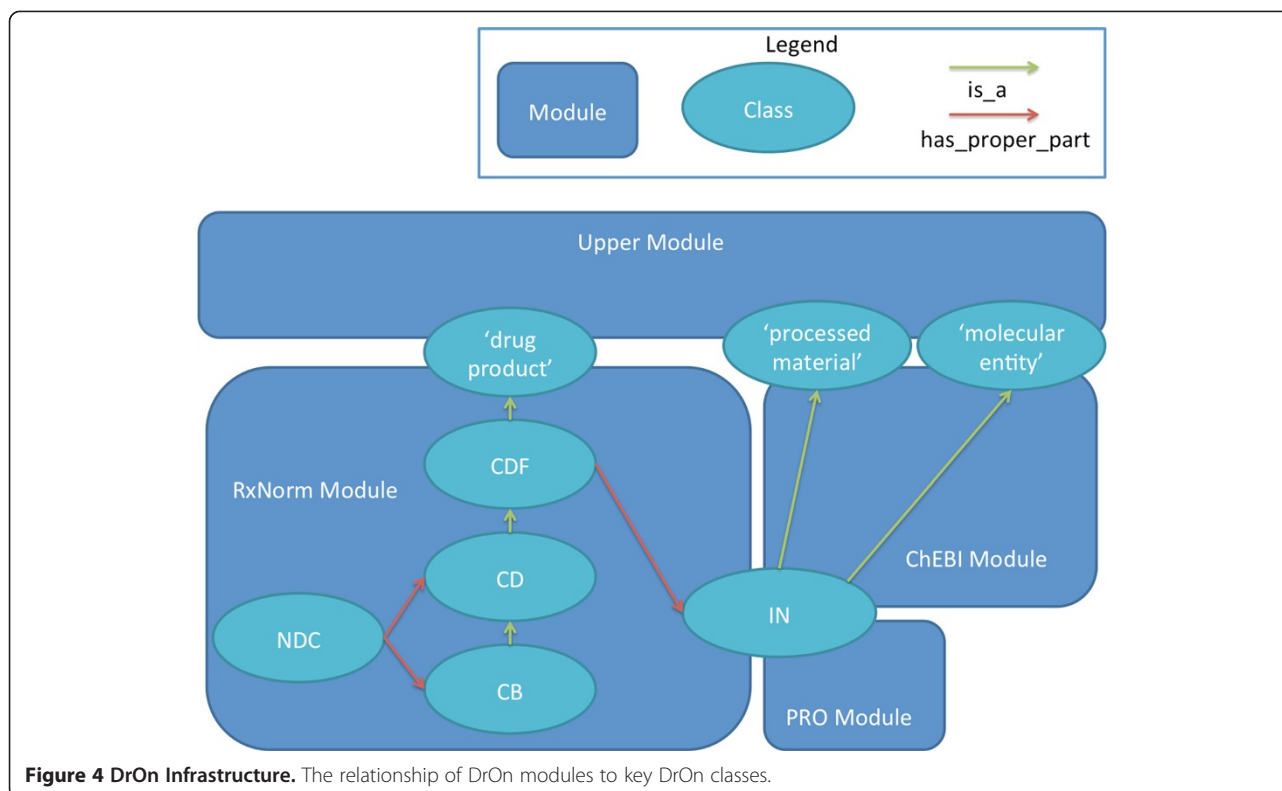 Legend
Module
Class
is_a
has_proper_part
Upper Module
‘drug
product’
‘processed
material’
‘molecular
entity’
CDF
RxNorm Module
CD
ChEBI Module
NDC
IN
CB
PRO Module
Figure 4 DrOn Infrastructure. The relationship of DrOn modules to key DrOn classes.